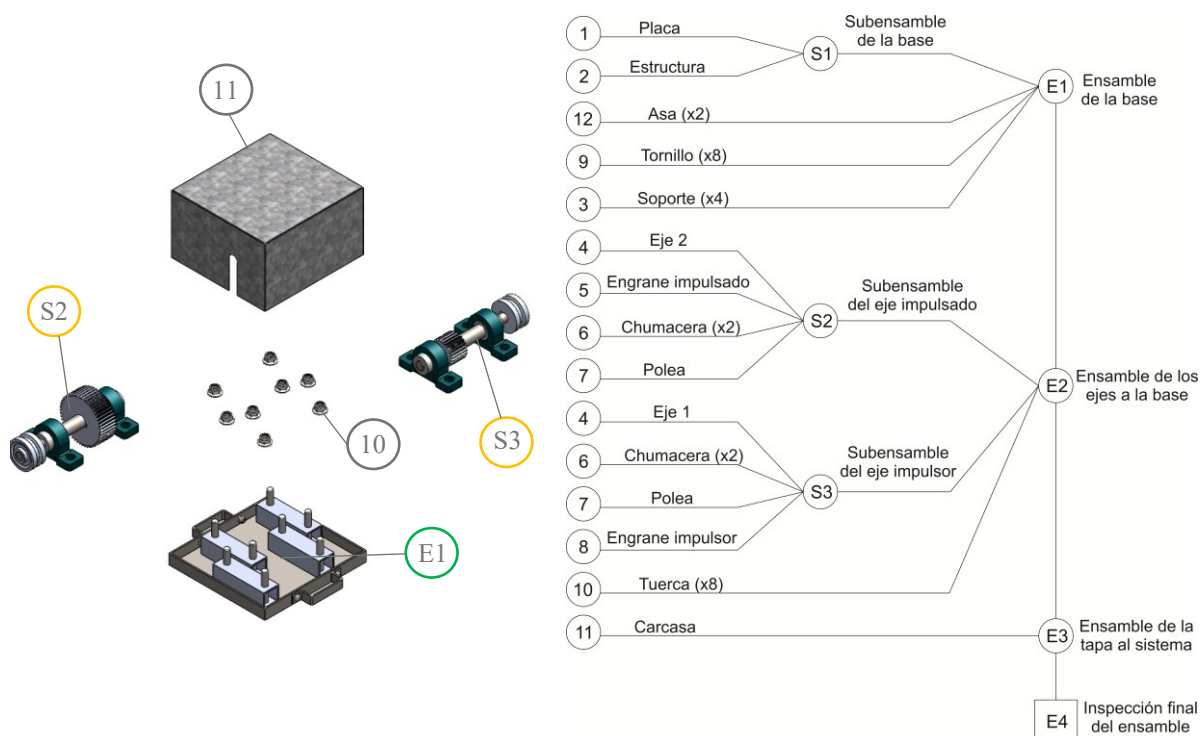 11
S2
S3
10
E1
1 Placa
Subensamble
de la base
S1
2 Estructura
E1 Ensamble
de la base
12 Asa (x2)
9 Tornillo (x8)
3 Soporte (x4)
4 Eje 2
5 Engrane impulsado
Subensamble
del eje impulsado
S2
6 Chumacera (x2)
7 Polea
E2 Ensamble de los
ejes a la base
4 Eje 1
6 Chumacera (x2)
Subensamble
del eje impulsor
S3
7 Polea
8 Engrane impulsor
10 Tuerca (x8)
11 Carcasa
E3 Ensamble de la
tapa al sistema
E4 Inspección final
del ensamble